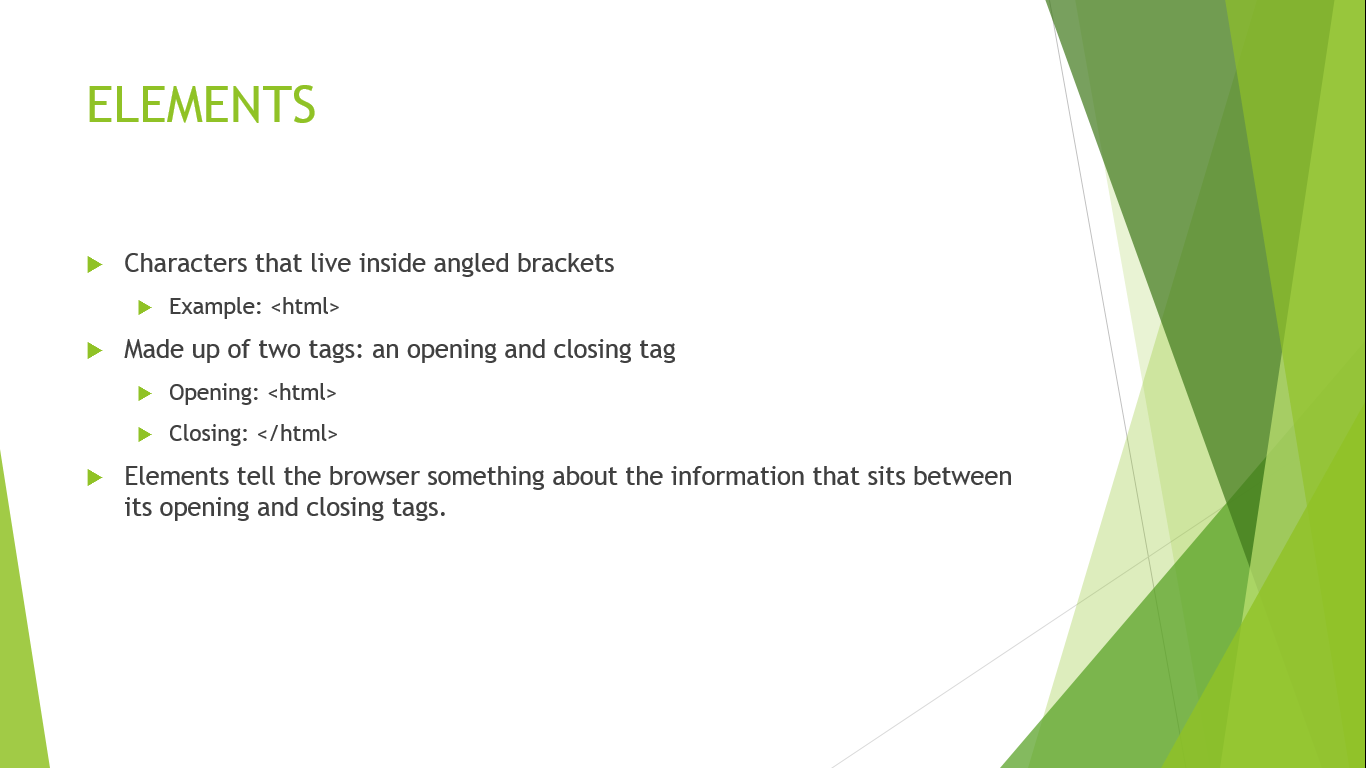 ELEMENTS
Characters that live inside angled brackets
Example: <html>
Made up of two tags: an opening and closing tag
Opening: <html>
Closing: </html>
Elements tell the browser something about the information that sits between
its opening and closing tags.